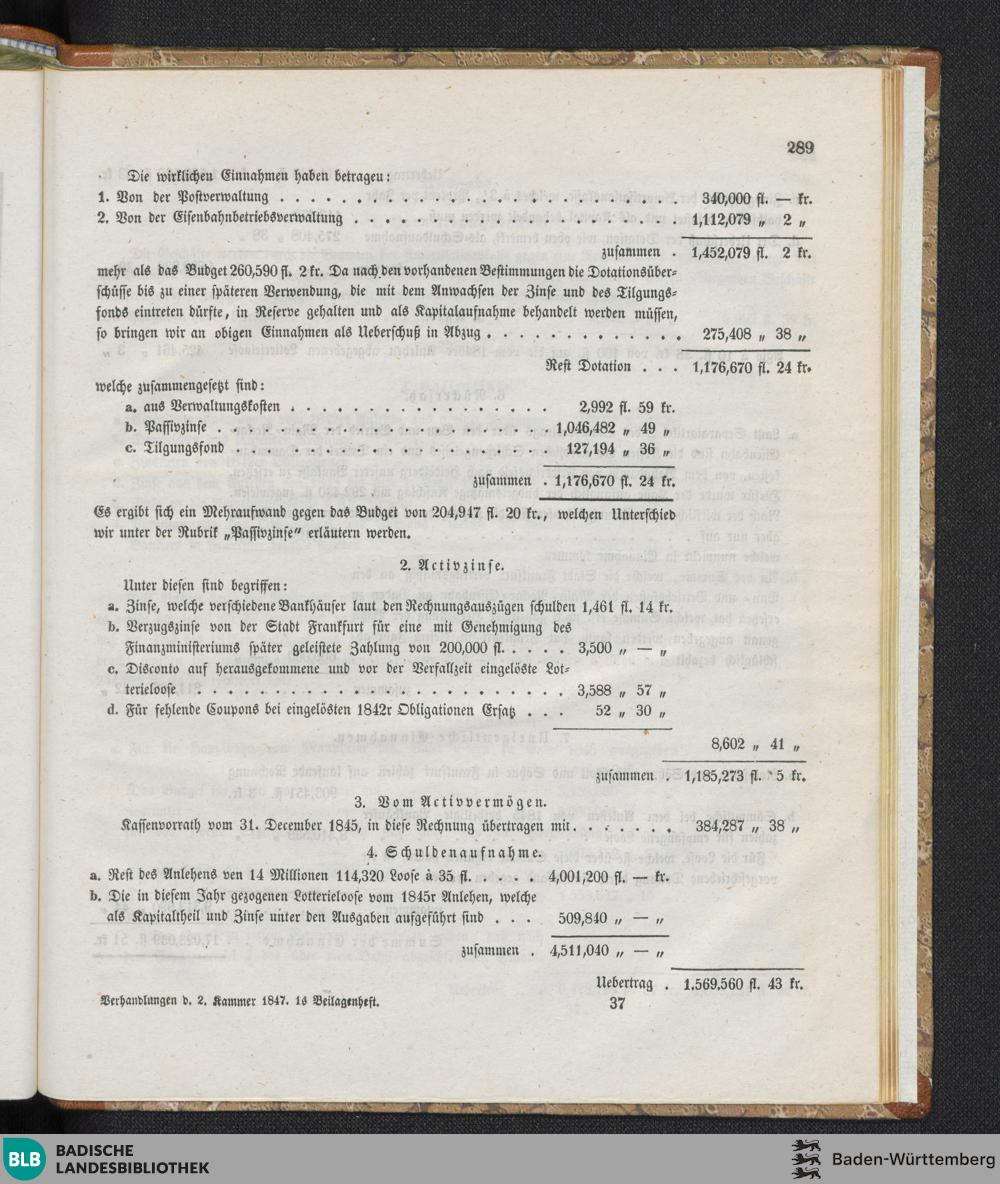 289
Die wirklichen Einnahmen haben betragen:
1. Von der Postverwaltung . . . . . . . . . . . . . . . . . . . . . . 340,000 fl. — kr.
2. Von der Eisenbahnbetriebsverwaltung . . . . . . . . . . . . . . . . . . 1,112,079 „ 2 „
zusammen . 1,452,079 fl. 2 kr.
mehr als das Budget 260,590 fl. 2 kr. Da nach den vorhandenen Bestimmungen die Dotationsüber-
schüsse bis zu einer späteren Verwendung, die mit dem Anwachsen der Zinse und des Tilgungs-
fonds eintreten dürfte, in Reserve gehalten und als Kapitalaufnahme behandelt werden müssen,
so bringen wir an obigen Einnahmen als Ueberschuß in Abzug . . . . . . . . . . . 275,408 „ 38 „
Rest Dotation . . . 1,176,670 fl. 24 kr.
welche zusammengesetzt sind:
a. aus Verwaltungskosten . . . . . . . . . . . . . . . . 2,992 fl. 59 kr.
b. Passivzinse . . . . . . . . . . . . . . . . . . . 1,046,482 „ 49 „
c. Tilgungsfond . . . . . . . . . . . . . . . . . 127,194 „ 36 „
zusammen . 1,176,670 fl. 24 kr.
Es ergibt sich ein Mehraufwand gegen das Budget von 204,947 fl. 20 kr., welchen Unterschied
wir unter der Rubrik „Passivzinse“ erläutern werden.
2. Activzinse.
Unter diesen sind begriffen:
a. Zinse, welche verschiedene Bankhäuser laut den Rechnungsauszügen schulden 1,461 fl. 14 kr.
b. Verzugszinse von der Stadt Frankfurt für eine mit Genehmigung des
Finanzministeriums später geleistete Zahlung von 200,000 fl. . . . . 3,500 „ — „
c. Disconto auf herausgekommene und vor der Verfallzeit eingelöste Lot-
terieloose . . . . . . . . . . . . . . . . . . . . . 3,588 „ 57 „
d. Für fehlende Coupons bei eingelösten 1842r Obligationen Ersatz . . . 52 „ 30 „
8,602 „ 41 „
zusammen . 1,185,273 fl. 5 kr.
3. Vom Activvermögen.
Kassenvorrath vom 31. December 1845, in diese Rechnung übertragen mit. . . . . . . 384,287 „ 38 „
4. Schuldenaufnahme.
a. Rest des Anlehens von 14 Millionen 114,320 Loose à 35 fl. . . . . 4,001,200 fl. — kr.
b. Die in diesem Jahr gezogenen Lotterieloose vom 1845r Anlehen, welche
als Kapitaltheil und Zinse unter den Ausgaben aufgeführt sind . . . 509,840 „ — „
zusammen . 4,511,040 „ — „
Uebertrag . 1.569,560 fl. 43 kr.
Verhandlungen d. 2. Kammer 1847. 1s Beilagenheft.
37
BLB
BADISCHE
LANDESBIBLIOTHEK
Baden-Württemberg